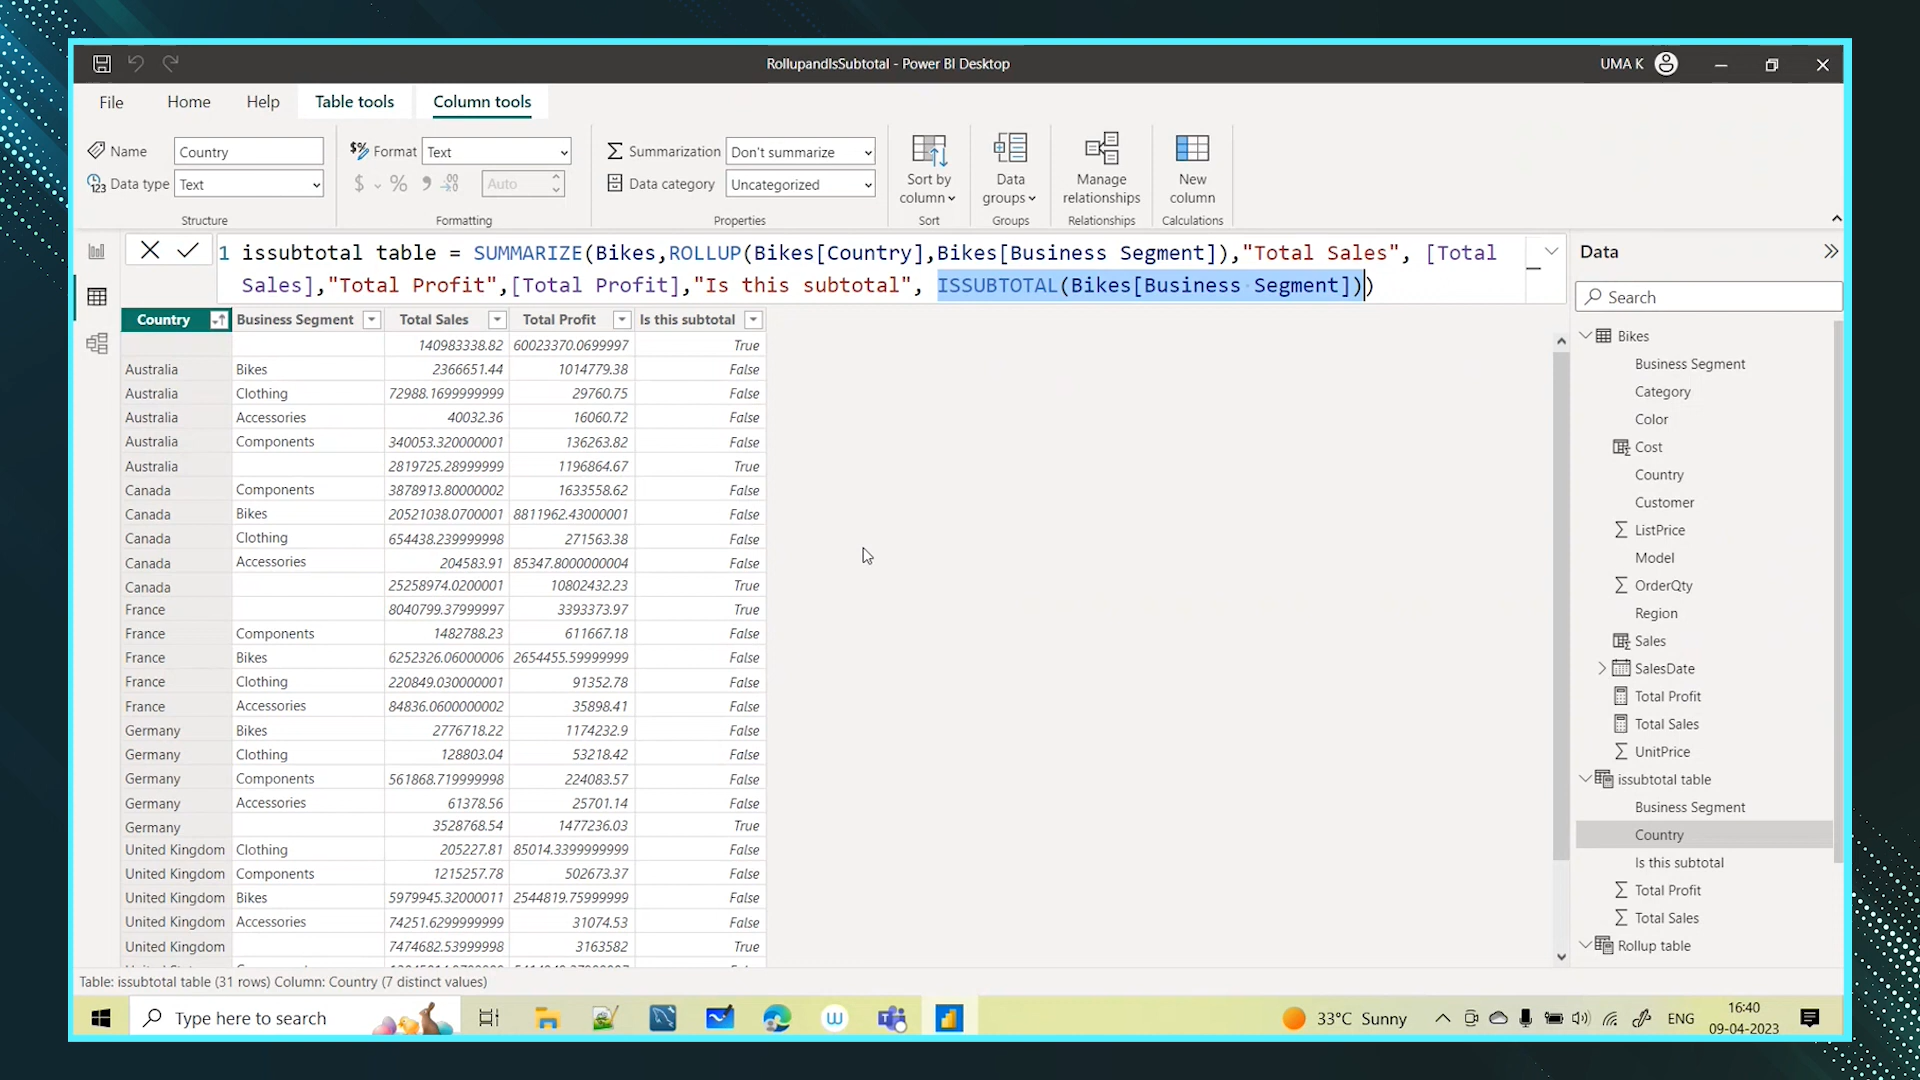 RollupandIsSubtotal - Power BI Desktop
UMA K
File Home Help Table tools Column tools
Name Country
Data type Text
Structure
Format Text
Auto
Formatting
Summarization Don't summarize
Data category Uncategorized
Properties
Sort by column
Sort
Data groups
Groups
Manage relationships
Relationships
New column
Calculations
1 issubtotal table = SUMMARIZE(Bikes,ROLLUP(Bikes[Country],Bikes[Business Segment]),"Total Sales", [Total
Sales],"Total Profit",[Total Profit],"Is this subtotal", ISSUBTOTAL(Bikes[Business Segment]))
Country Business Segment Total Sales Total Profit Is this subtotal
140983338.82 60023370.0699997 True
Australia Bikes 2366651.44 1014779.38 False
Australia Clothing 72988.1699999999 29760.75 False
Australia Accessories 40032.36 16060.72 False
Australia Components 340053.320000001 136263.82 False
Australia 2819725.28999999 1196864.67 True
Canada Components 3878913.80000002 1633558.62 False
Canada Bikes 20521038.0700001 8811962.43000001 False
Canada Clothing 654438.239999998 271563.38 False
Canada Accessories 204583.91 85347.8000000004 False
Canada 25258974.0200001 10802432.23 True
France 8040799.37999997 3393373.97 True
France Components 1482788.23 611667.18 False
France Bikes 6252326.06000006 2654455.59999999 False
France Clothing 220849.030000001 91352.78 False
France Accessories 84836.0600000002 35898.41 False
Germany Bikes 2776718.22 1174232.9 False
Germany Clothing 128803.04 53218.42 False
Germany Components 561868.719999998 224083.57 False
Germany Accessories 61378.56 25701.14 False
Germany 3528768.54 1477236.03 True
United Kingdom Clothing 205227.81 85014.3399999999 False
United Kingdom Components 1215257.78 502673.37 False
United Kingdom Bikes 5979945.32000011 2544819.75999999 False
United Kingdom Accessories 74251.6299999999 31074.53 False
United Kingdom 7474682.53999998 3163582 True
Data
Search
Bikes
Business Segment
Category
Color
Cost
Country
Customer
ListPrice
Model
OrderQty
Region
Sales
SalesDate
Total Profit
Total Sales
UnitPrice
issubtotal table
Business Segment
Country
Is this subtotal
Total Profit
Total Sales
Rollup table
Table: issubtotal table (31 rows) Column: Country (7 distinct values)
Type here to search
33°C Sunny
ENG
16:40
09-04-2023